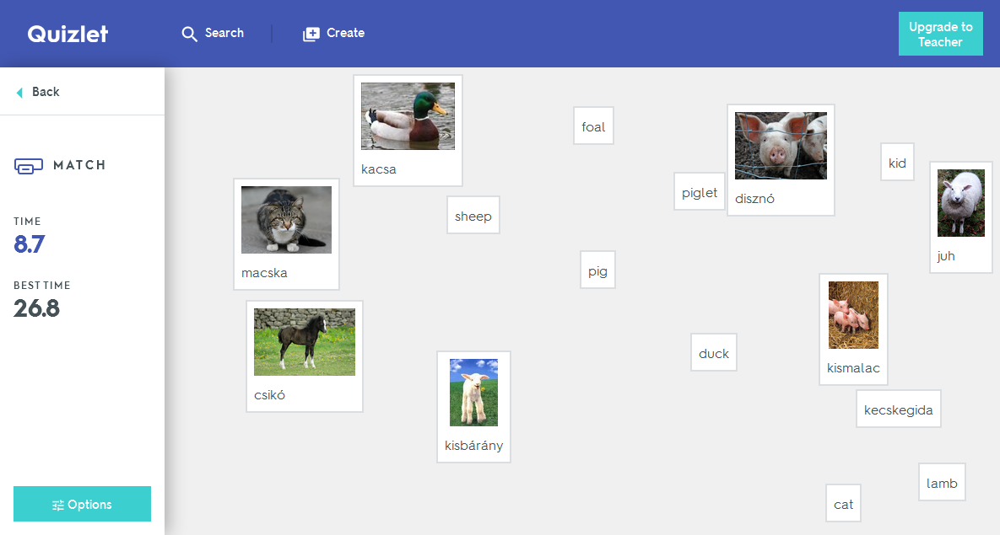 Quizlet
Search
Create
Upgrade to
Teacher
Back
MATCH
TIME
8.7
BEST TIME
26.8
Options
kacsa
foal
disznó
kid
piglet
juh
macska
sheep
pig
csikó
kisbárány
duck
kismalac
kecskegida
lamb
cat